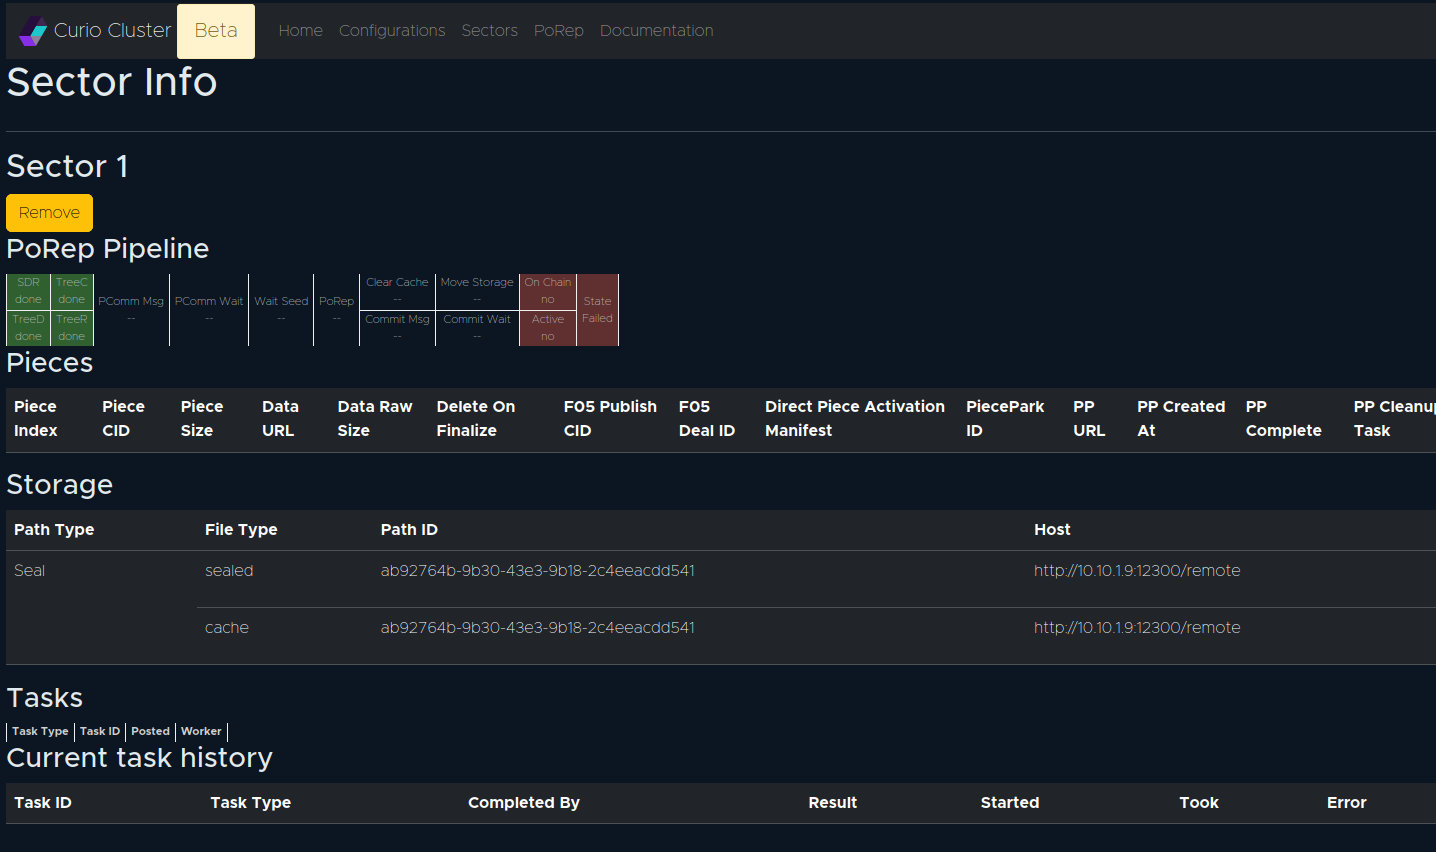 Curio Cluster Beta Home Configurations Sectors PoRep Documentation
Sector Info
Sector 1
Remove
PoRep Pipeline
SDR TreeC Clear Cache Move Storage On Chain
done done -- -- no
PComm Msg PComm Wait Wait Seed PoRep State
-- -- -- -- Failed
TreeD TreeR Commit Msg Commit Wait Active
done done -- -- no
Pieces
Piece Piece Piece Data Data Raw Delete On F05 Publish F05 Direct Piece Activation PiecePark PP PP Created PP PP Cleanup
Index CID Size URL Size Finalize CID Deal ID Manifest ID URL At Complete Task
Storage
Path Type File Type Path ID Host
Seal sealed ab92764b-9b30-43e3-9b18-2c4eeacdd541 http://10.10.1.9:12300/remote
cache ab92764b-9b30-43e3-9b18-2c4eeacdd541 http://10.10.1.9:12300/remote
Tasks
Task Type Task ID Posted Worker
Current task history
Task ID Task Type Completed By Result Started Took Error